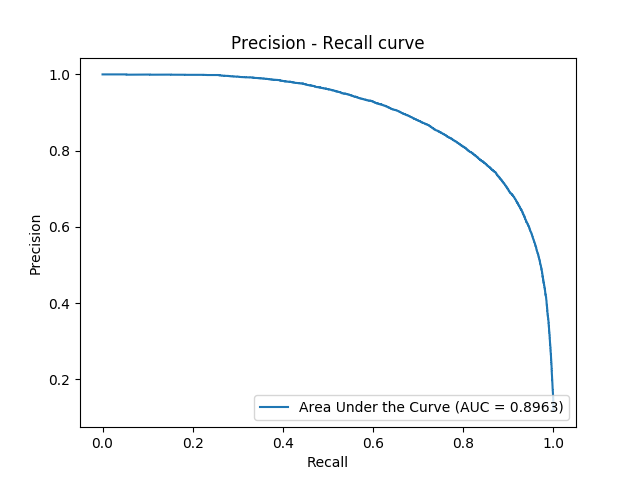 Precision - Recall curve
1.0
0.8
0.6
0.4
0.2
Precision
Area Under the Curve (AUC = 0.8963)
0.0 0.2 0.4 0.6 0.8 1.0
Recall